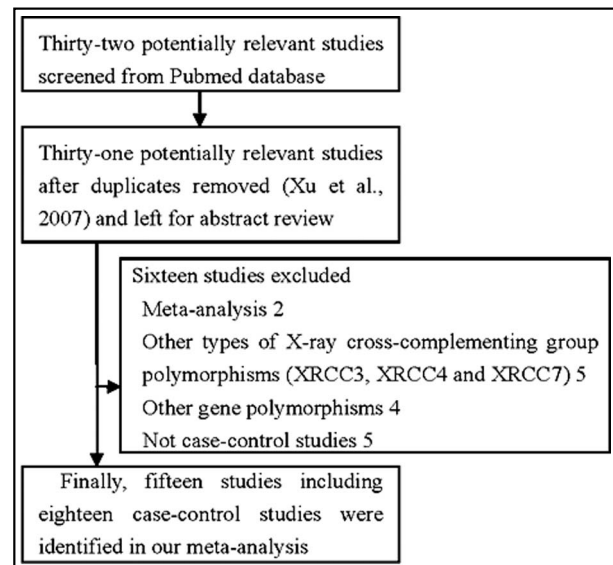 Thirty-two potentially relevant studies
screened from Pubmed database
Thirty-one potentially relevant studies
after duplicates removed (Xu et al.,
2007) and left for abstract review
Sixteen studies excluded
Meta-analysis 2
Other types of X-ray cross-complementing group
polymorphisms (XRCC3, XRCC4 and XRCC7) 5
Other gene polymorphisms 4
Not case-control studies 5
Finally, fifteen studies including
eighteen case-control studies were
identified in our meta-analysis